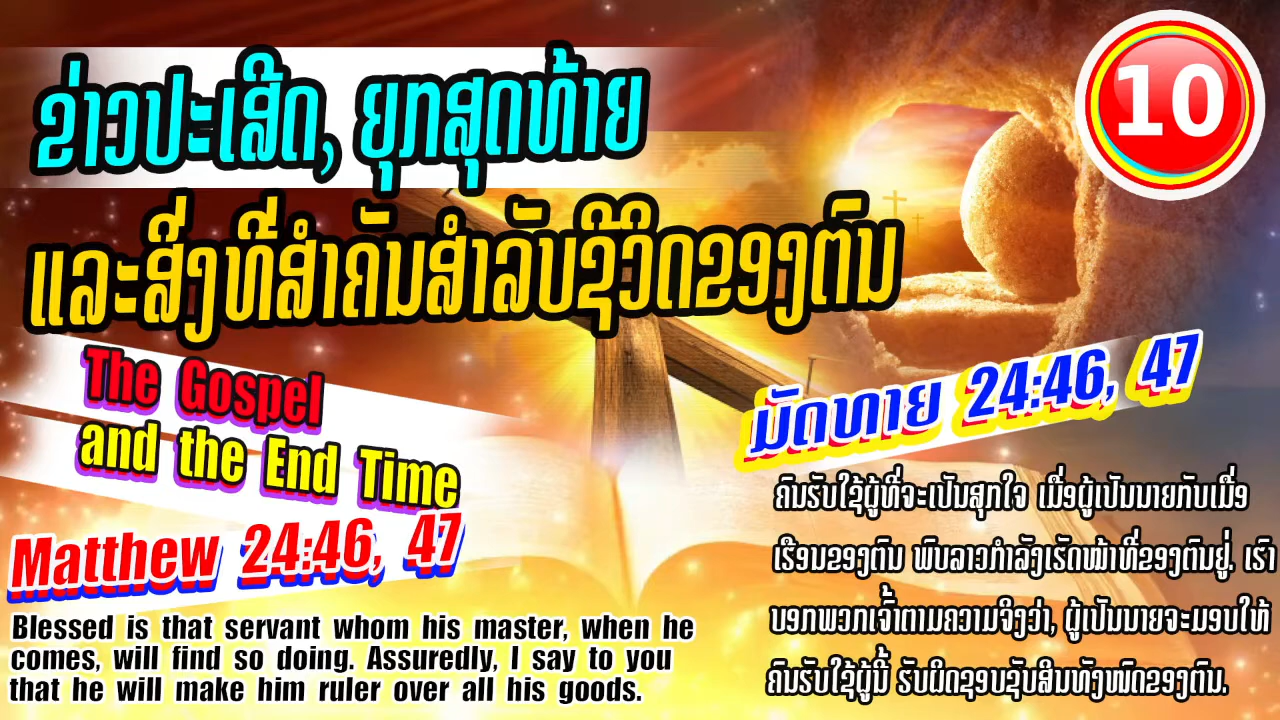 10
ຂ່າວປະເສີດ, ຍຸກສຸດທ້າຍ
ແລະສິ່ງທີ່ສຳຄັນສຳລັບຊີວິດຂອງຕົນ
The Gospel
and the End Time
Matthew 24:46, 47
Blessed is that servant whom his master, when he
comes, will find so doing. Assuredly, I say to you
that he will make him ruler over all his goods.
ມັດທາຍ 24:46, 47
ຄົນຮັບໃຊ້ຜູ້ທີ່ຈະເປັນສຸກໃຈ ເມື່ອຜູ້ເປັນນາຍກັບເມືອ
ເຮືອນຂອງຕົນ ພົບລາວກຳລັງເຮັດໜ້າທີ່ຂອງຕົນຢູ່. ເຮົາ
ບອກພວກເຈົ້າຕາມຄວາມຈິງວ່າ, ຜູ້ເປັນນາຍຈະມອບໃຫ້
ຄົນຮັບໃຊ້ຜູ້ນີ້ ຮັບຜິດຊອບຊັບສິນທັງໝົດຂອງຕົນ.